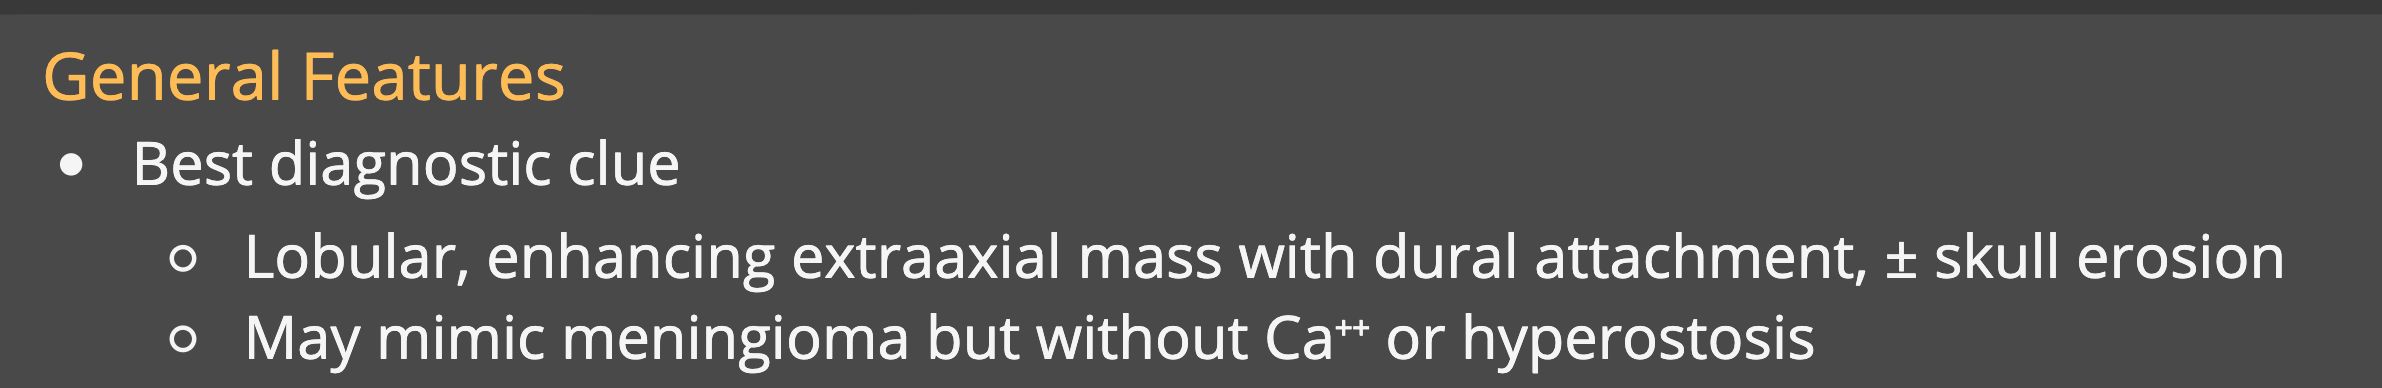 General Features
• Best diagnostic clue
○ Lobular, enhancing extraaxial mass with dural attachment, ± skull erosion
○ May mimic meningioma but without Ca⁺⁺ or hyperostosis